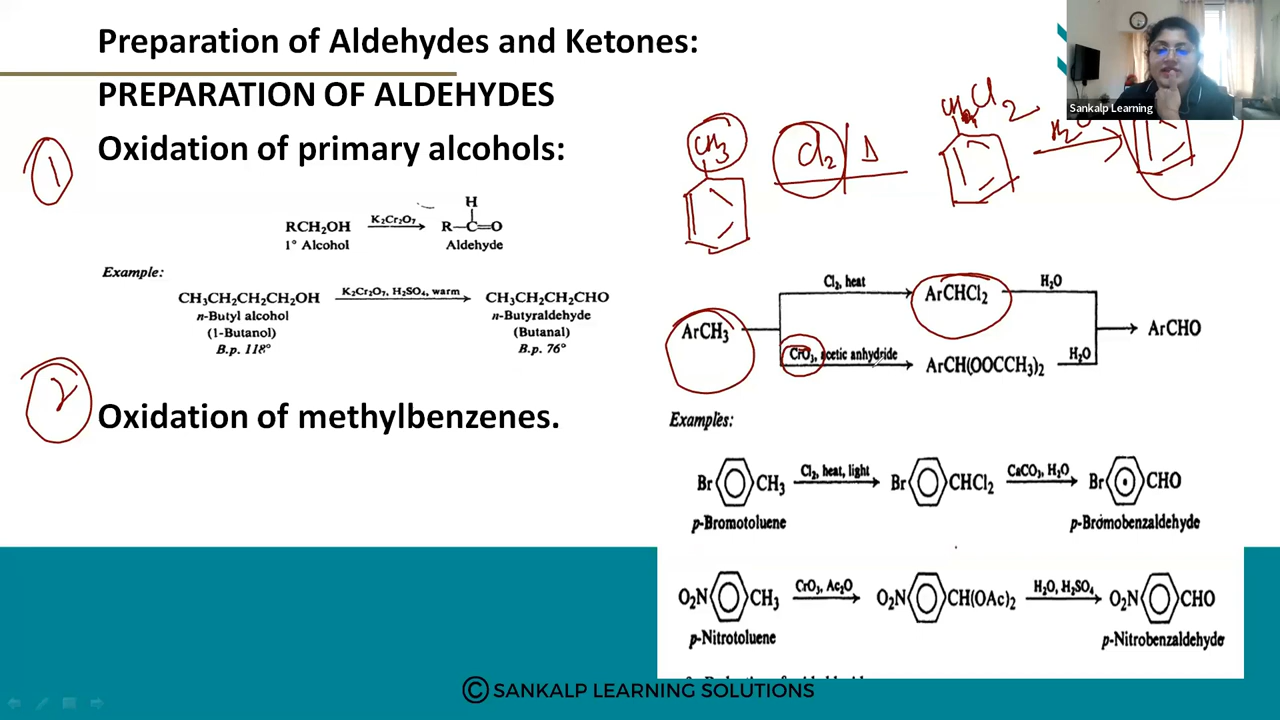 Preparation of Aldehydes and Ketones:
PREPARATION OF ALDEHYDES
Oxidation of primary alcohols:
1
RCH₂OH K₂Cr₂O₇ R—C=O
H
1° Alcohol Aldehyde
Example:
CH₃CH₂CH₂CH₂OH K₂Cr₂O₇, H₂SO₄, warm CH₃CH₂CH₂CHO
n-Butyl alcohol n-Butyraldehyde
(1-Butanol) (Butanal)
B.p. 118° B.p. 76°
2
Oxidation of methylbenzenes.
Sankalp Learning
CH₃ Cl₂ Δ
ArCH₃
Cl₂, heat ArCHCl₂ H₂O
ArCHO
CrO₃, acetic anhydride ArCH(OOCCH₃)₂ H₂O
Examples:
Br CH₃ Cl₂, heat, light Br CHCl₂ CaCO₃, H₂O Br CHO
p-Bromotoluene p-Bromobenzaldehyde
O₂N CH₃ CrO₃, Ac₂O O₂N CH(OAc)₂ H₂O, H₂SO₄ O₂N CHO
p-Nitrotoluene p-Nitrobenzaldehyde
© SANKALP LEARNING SOLUTIONS